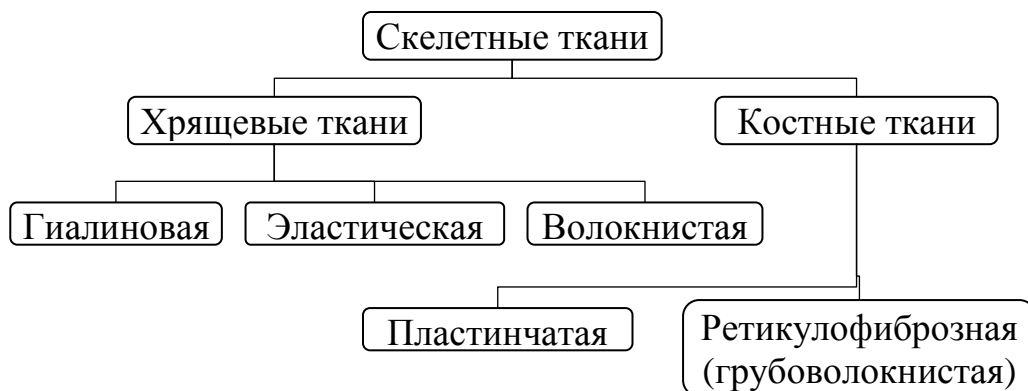 Скелетные ткани
Хрящевые ткани
Костные ткани
Гиалиновая
Эластическая
Волокнистая
Пластинчатая
Ретикулофиброзная
(грубоволокнистая)